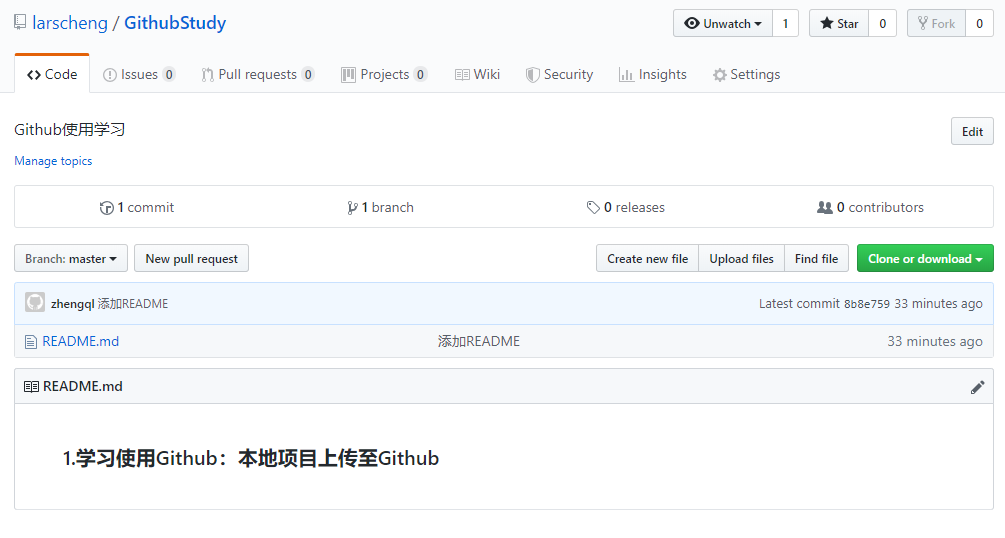 larscheng / GithubStudy Unwatch 1 Star 0 Fork 0
Code Issues 0 Pull requests 0 Projects 0 Wiki Security Insights Settings
Github使用学习 Edit
Manage topics
1 commit 1 branch 0 releases 0 contributors
Branch: master New pull request Create new file Upload files Find file Clone or download
zhengql 添加README Latest commit 8b8e759 33 minutes ago
README.md 添加README 33 minutes ago
README.md
1.学习使用Github：本地项目上传至Github